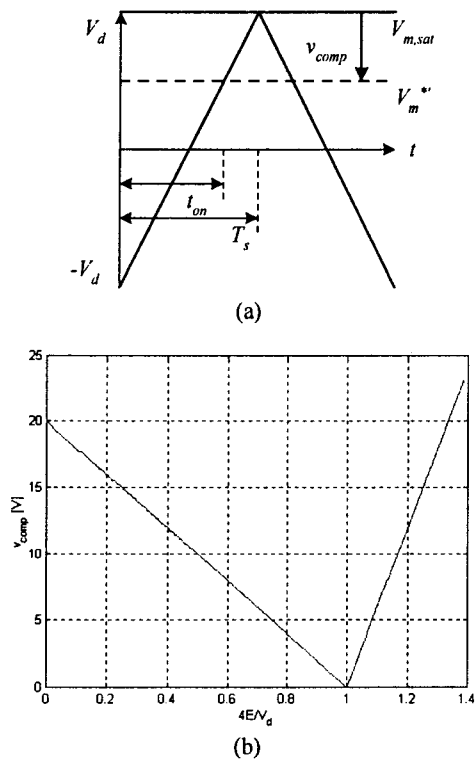 V_d
V_m,sat
v_comp
V_m*'
t
t_on
T_s
-V_d
(a)
25
20
15
10
5
0
v_comp [V]
0 0.2 0.4 0.6 0.8 1 1.2 1.4
4E/V_d
(b)